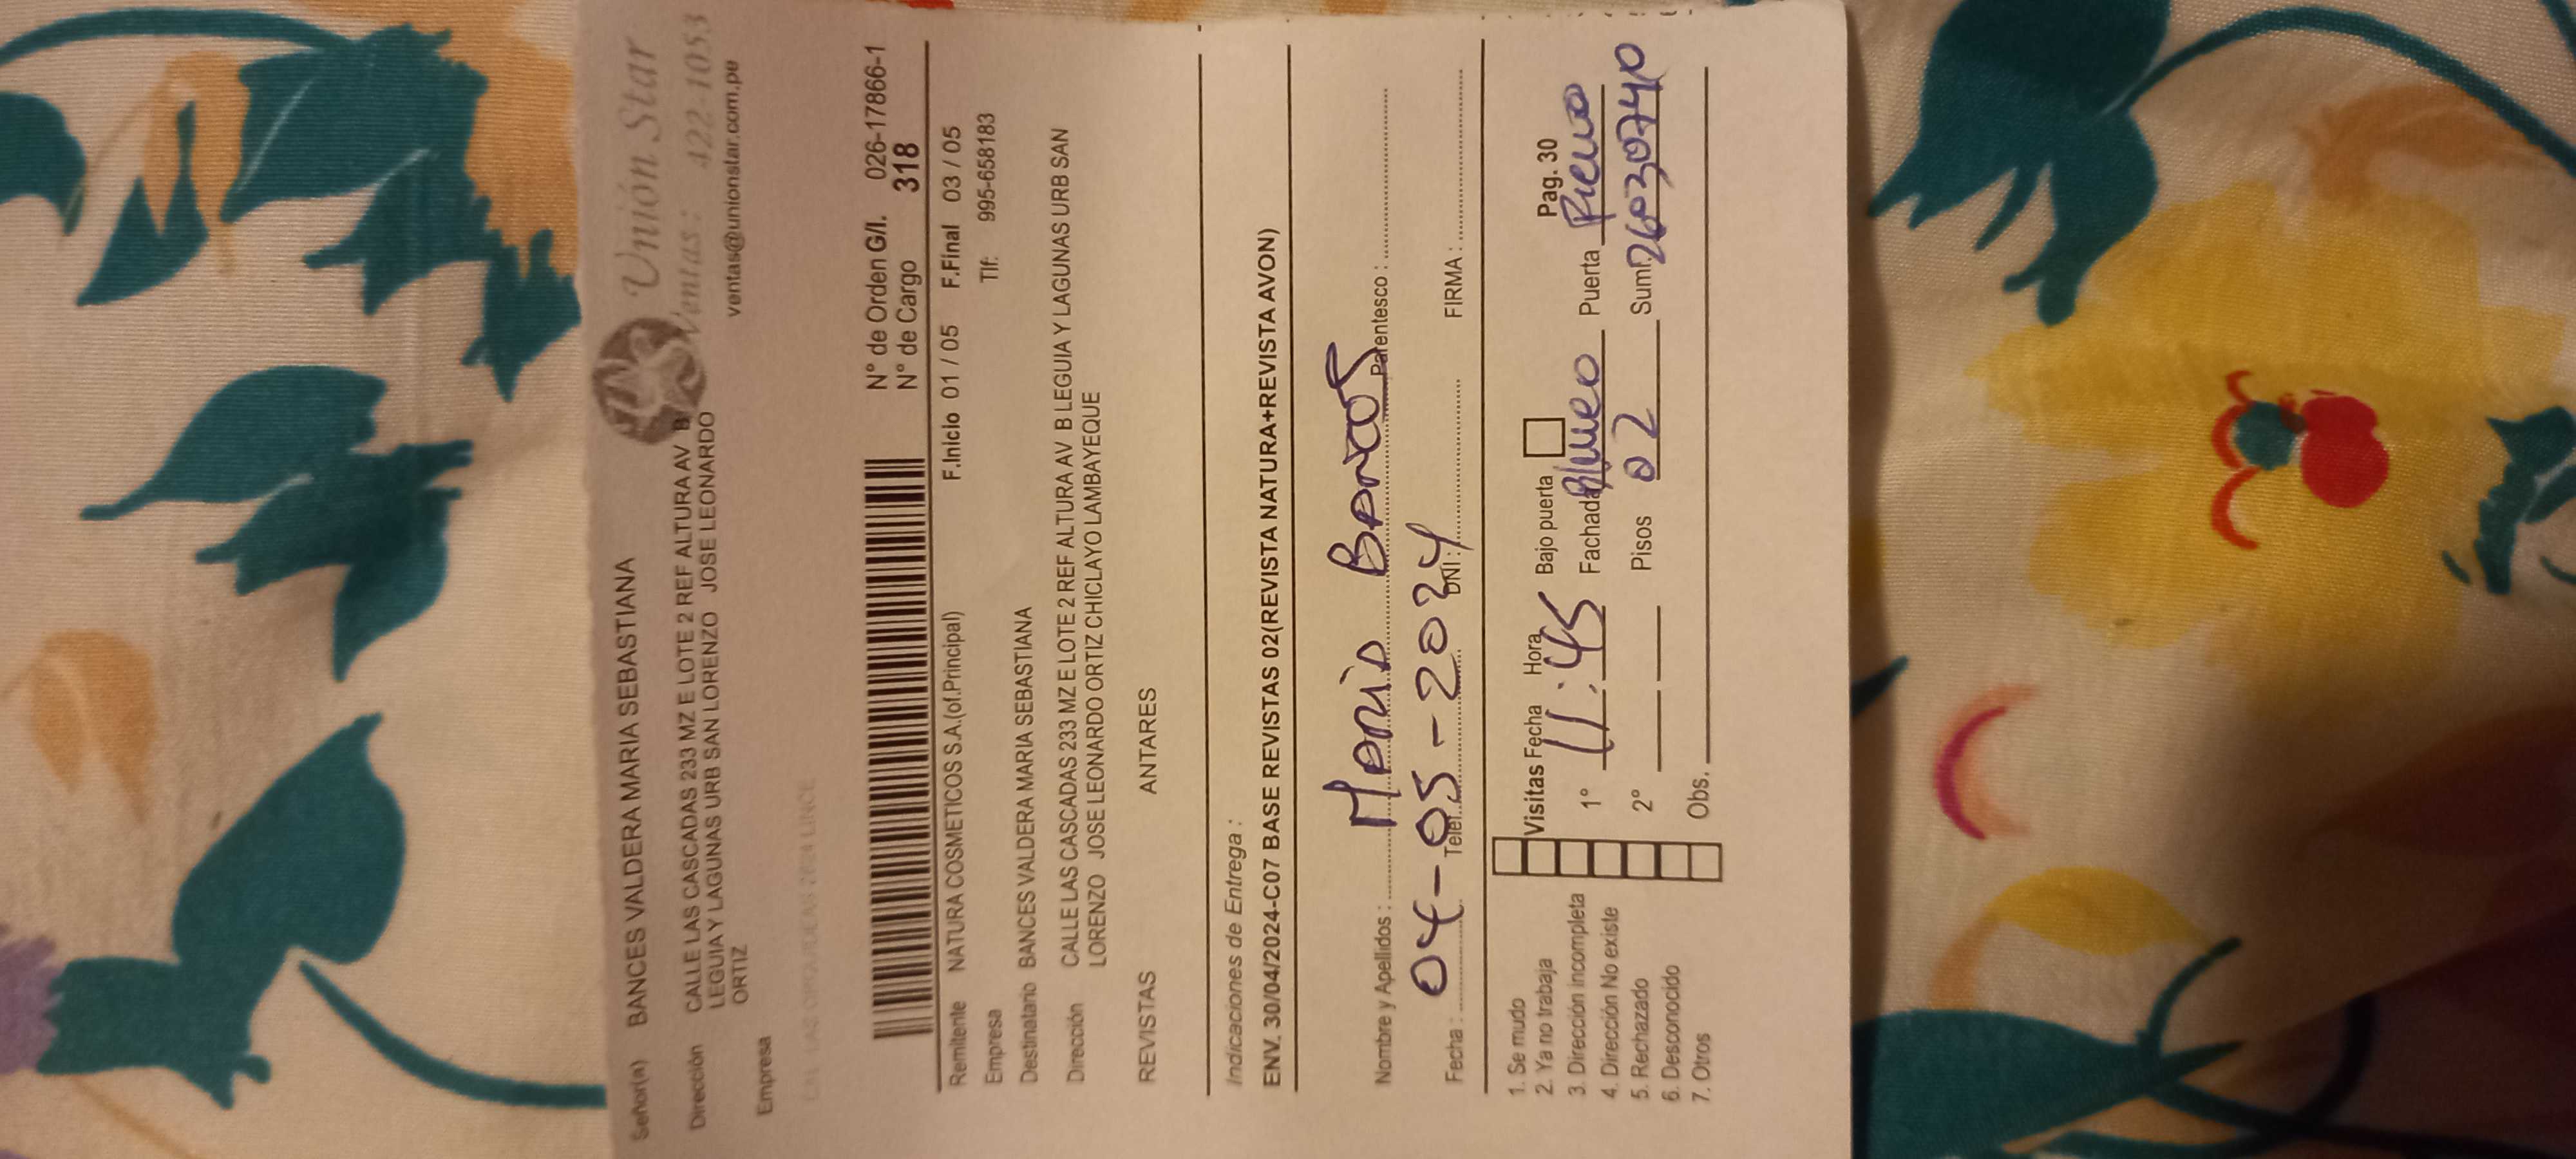 Unión Star
Ventas: 422-1053
ventas@unionstar.com.pe
Señor(a) BANCES VALDERA MARIA SEBASTIANA
Dirección CALLE LAS CASCADAS 233 MZ E LOTE 2 REF ALTURA AV B
LEGUIA Y LAGUNAS URB SAN LORENZO JOSE LEONARDO
ORTIZ
Empresa
N° de Orden G/I. 026-17866-1
N° de Cargo 318
Remitente NATURA COSMETICOS S.A.(of.Principal) F.Inicio 01 / 05 F.Final 03 / 05
Empresa Tlf: 995-658183
Destinatario BANCES VALDERA MARIA SEBASTIANA
Dirección CALLE LAS CASCADAS 233 MZ E LOTE 2 REF ALTURA AV B LEGUIA Y LAGUNAS URB SAN
LORENZO JOSE LEONARDO ORTIZ CHICLAYO LAMBAYEQUE
REVISTAS ANTARES
Indicaciones de Entrega :
ENV. 30/04/2024-C07 BASE REVISTAS 02(REVISTA NATURA+REVISTA AVON)
Nombre y Apellidos : Maria Bances Parentesco :
Fecha : 04-05-2024 Telef. DNI : FIRMA :
1. Se mudo
2. Ya no trabaja
3. Dirección incompleta
4. Dirección No existe
5. Rechazado
6. Desconocido
7. Otros
Visitas Fecha Hora Bajo puerta Pag. 30
1° 11:45 Fachada Puerta
2° Pisos 02 Sumi. 26030740
Obs.